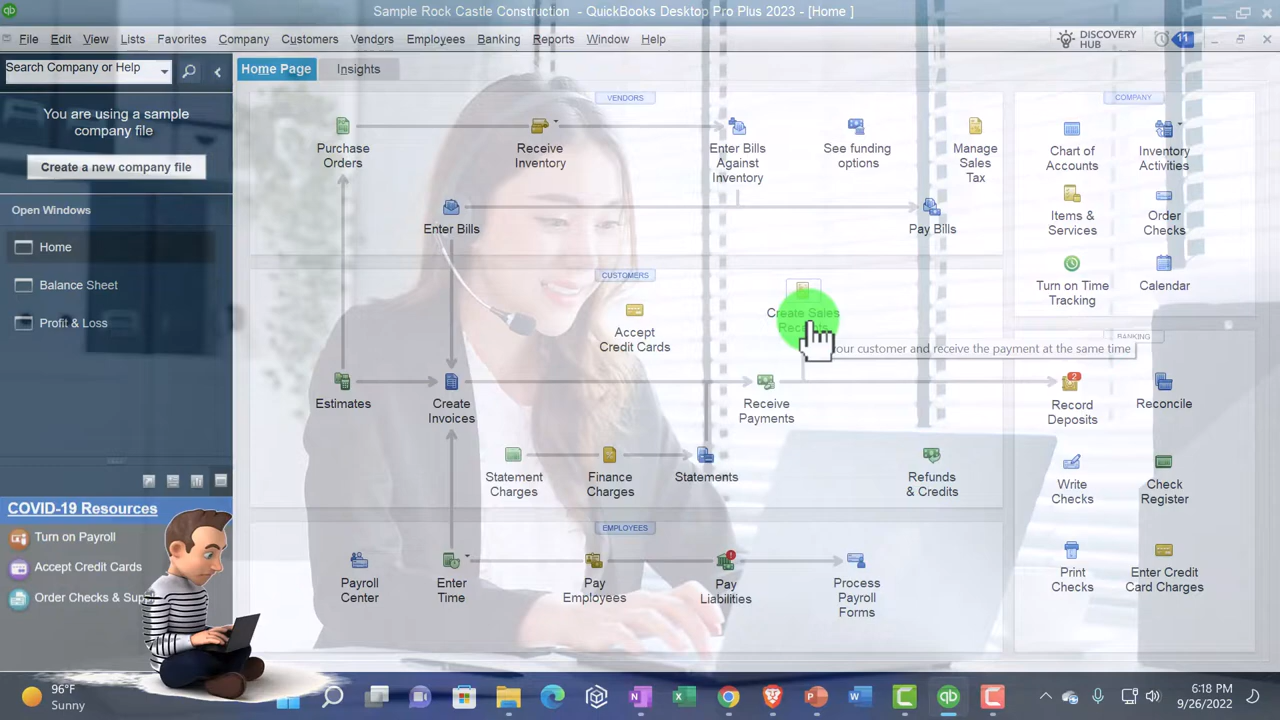 Sample Rock Castle Construction - QuickBooks Desktop Pro Plus 2023 - [Home ]
File Edit View Lists Favorites Company Customers Vendors Employees Banking Reports Window Help
DISCOVERY
HUB
11
Search Company or Help
Home Page
Insights
You are using a sample
company file
Create a new company file
Open Windows
Home
Balance Sheet
Profit & Loss
VENDORS
Purchase
Orders
Receive
Inventory
Enter Bills
Against
Inventory
See funding
options
Manage
Sales
Tax
Enter Bills
Pay Bills
CUSTOMERS
Accept
Credit Cards
Create Sales
your customer and receive the payment at the same time
Estimates
Create
Invoices
Receive
Payments
Statement
Charges
Finance
Charges
Statements
Refunds
& Credits
EMPLOYEES
Payroll
Center
Enter
Time
Pay
Employees
Pay
Liabilities
Process
Payroll
Forms
COMPANY
Chart of
Accounts
Inventory
Activities
Items &
Services
Order
Checks
Turn on Time
Tracking
Calendar
BANKING
2
Record
Deposits
Reconcile
Write
Checks
Check
Register
Print
Checks
Enter Credit
Card Charges
COVID-19 Resources
Turn on Payroll
Accept Credit Cards
Order Checks &
96°F
Sunny
6:18 PM
9/26/2022